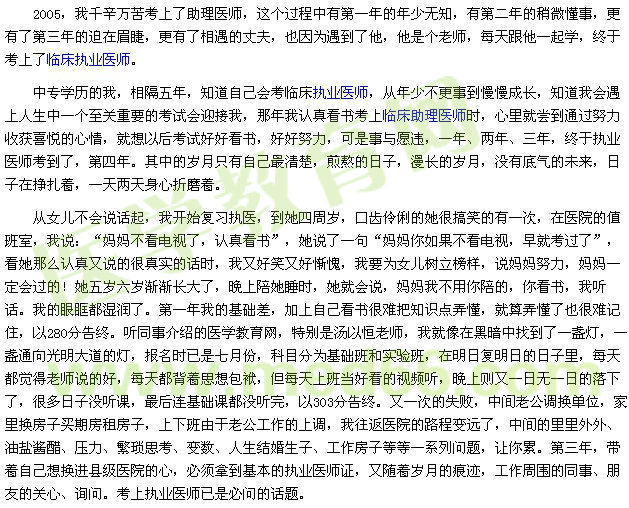 2005，我千辛万苦考上了助理医师，这个过程中有第一年的年少无知，有第二年的稍微懂事，更
有了第三年的迫在眉睫，更有了相遇的丈夫，也因为遇到了他，他是个老师，每天跟他一起学，终于
考上了临床执业医师。
中专学历的我，相隔五年，知道自己会考临床执业医师，从年少不更事到慢慢成长，知道我会遇
上人生中一个至关重要的考试会迎接我，那年我认真看书考上临床助理医师时，心里就尝到通过努力
收获喜悦的心情，就想以后考试好好看书，好好努力，可是事与愿违，一年、两年、三年，终于执业
医师考到了，第四年。其中的岁月只有自己最清楚，煎熬的日子，漫长的岁月，没有底气的未来，日
子在挣扎着，一天两天身心折磨着。
从女儿不会说话起，我开始复习执医，到她四周岁，口齿伶俐的她很搞笑的有一次，在医院的值
班室，我说：“妈妈不看电视了，认真看书”，她说了一句“妈妈你如果不看电视，早就考过了”，
看她那么认真又说的很真实的话时，我又好笑又好惭愧，我要为女儿树立榜样，说妈妈努力，妈妈一
定会过的！她五岁六岁渐渐长大了，晚上陪她睡时，她就会说，妈妈我不用你陪的，你看书，我听
话。我的眼眶都湿润了。第一年我的基础差，加上自己看书很难把知识点弄懂，就算弄懂了也很难记
住，以280分告终。听同事介绍的医学教育网，特别是汤以恒老师，我就像在黑暗中找到了一盏灯，一
盏通向光明大道的灯，报名时已是七月份，科目分为基础班和实验班，在明日复明日的日子里，每天
都觉得老师说的好，每天都背着思想包袱，但每天上班当好看的视频听，晚上则又一日无一日的落下
了，很多日子没听课，最后连基础课都没听完，以303分告终。又一次的失败，中间老公调换单位，家
里换房子买期房租房子，上下班由于老公工作的上调，我往返医院的路程变远了，中间的里里外外、
油盐酱醋、压力、繁琐思考、变数、人生结婚生子、工作房子等等一系列问题，让你累。第三年，带
着自己想换进县级医院的心，必须拿到基本的执业医师证，又随着岁月的痕迹，工作周围的同事、朋
友的关心、询问。考上执业医师已是必问的话题。
医学教育网
www.med66.com